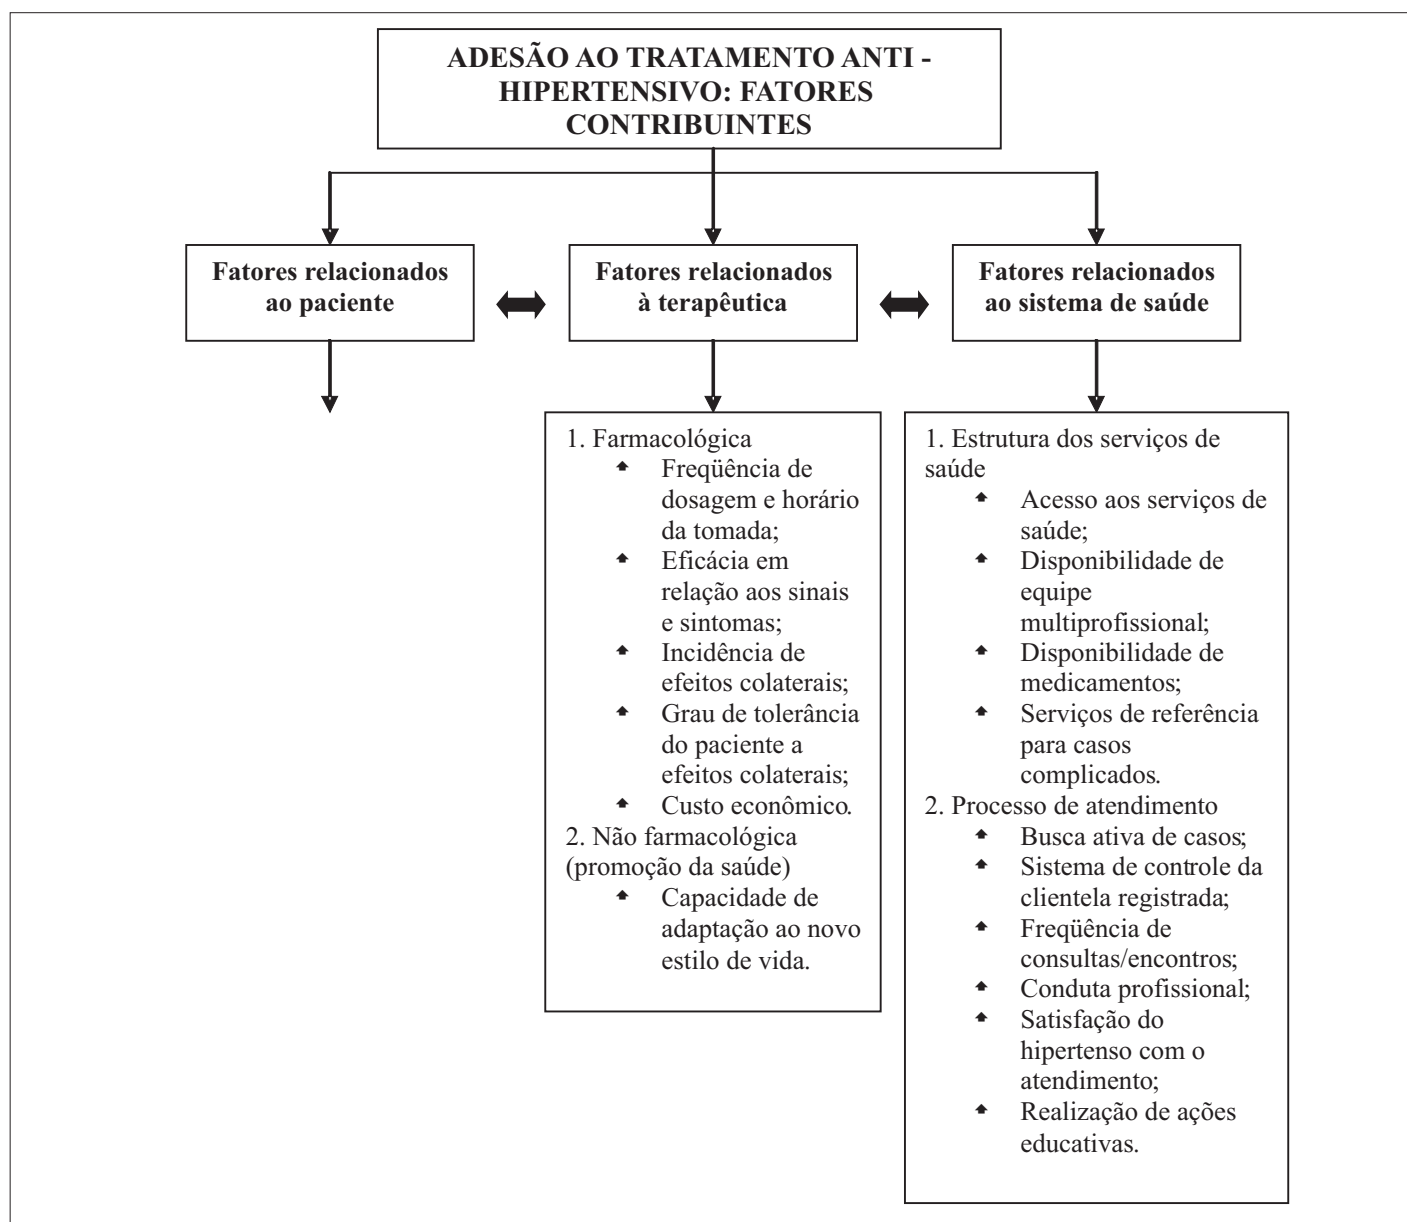 ADESÃO AO TRATAMENTO ANTI -
HIPERTENSIVO: FATORES
CONTRIBUINTES
Fatores relacionados
ao paciente
Fatores relacionados
à terapêutica
Fatores relacionados
ao sistema de saúde
1. Farmacológica
Freqüência de
dosagem e horário
da tomada;
Eficácia em
relação aos sinais
e sintomas;
Incidência de
efeitos colaterais;
Grau de tolerância
do paciente a
efeitos colaterais;
Custo econômico.
2. Não farmacológica
(promoção da saúde)
Capacidade de
adaptação ao novo
estilo de vida.
1. Estrutura dos serviços de
saúde
Acesso aos serviços de
saúde;
Disponibilidade de
equipe
multiprofissional;
Disponibilidade de
medicamentos;
Serviços de referência
para casos
complicados.
2. Processo de atendimento
Busca ativa de casos;
Sistema de controle da
clientela registrada;
Freqüência de
consultas/encontros;
Conduta profissional;
Satisfação do
hipertenso com o
atendimento;
Realização de ações
educativas.